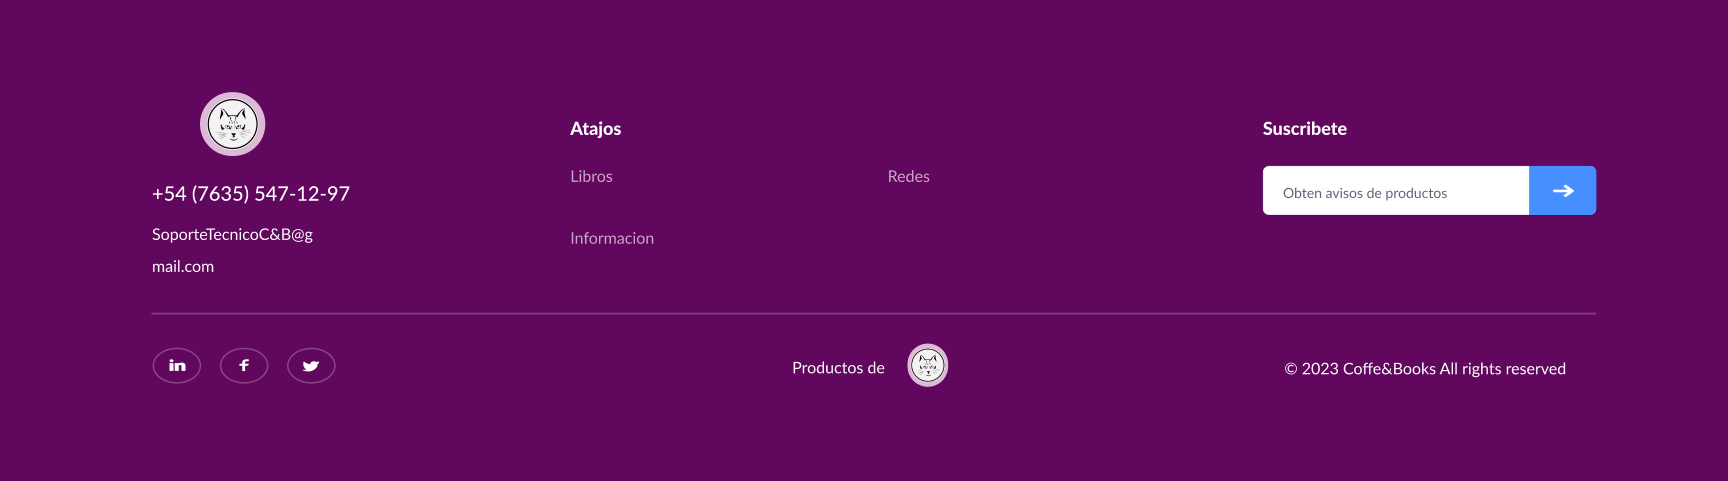 +54 (7635) 547-12-97
SoporteTecnicoC&B@g
mail.com
Atajos
Libros
Redes
Informacion
Suscribete
Obten avisos de productos
in
f
Productos de
© 2023 Coffe&Books All rights reserved